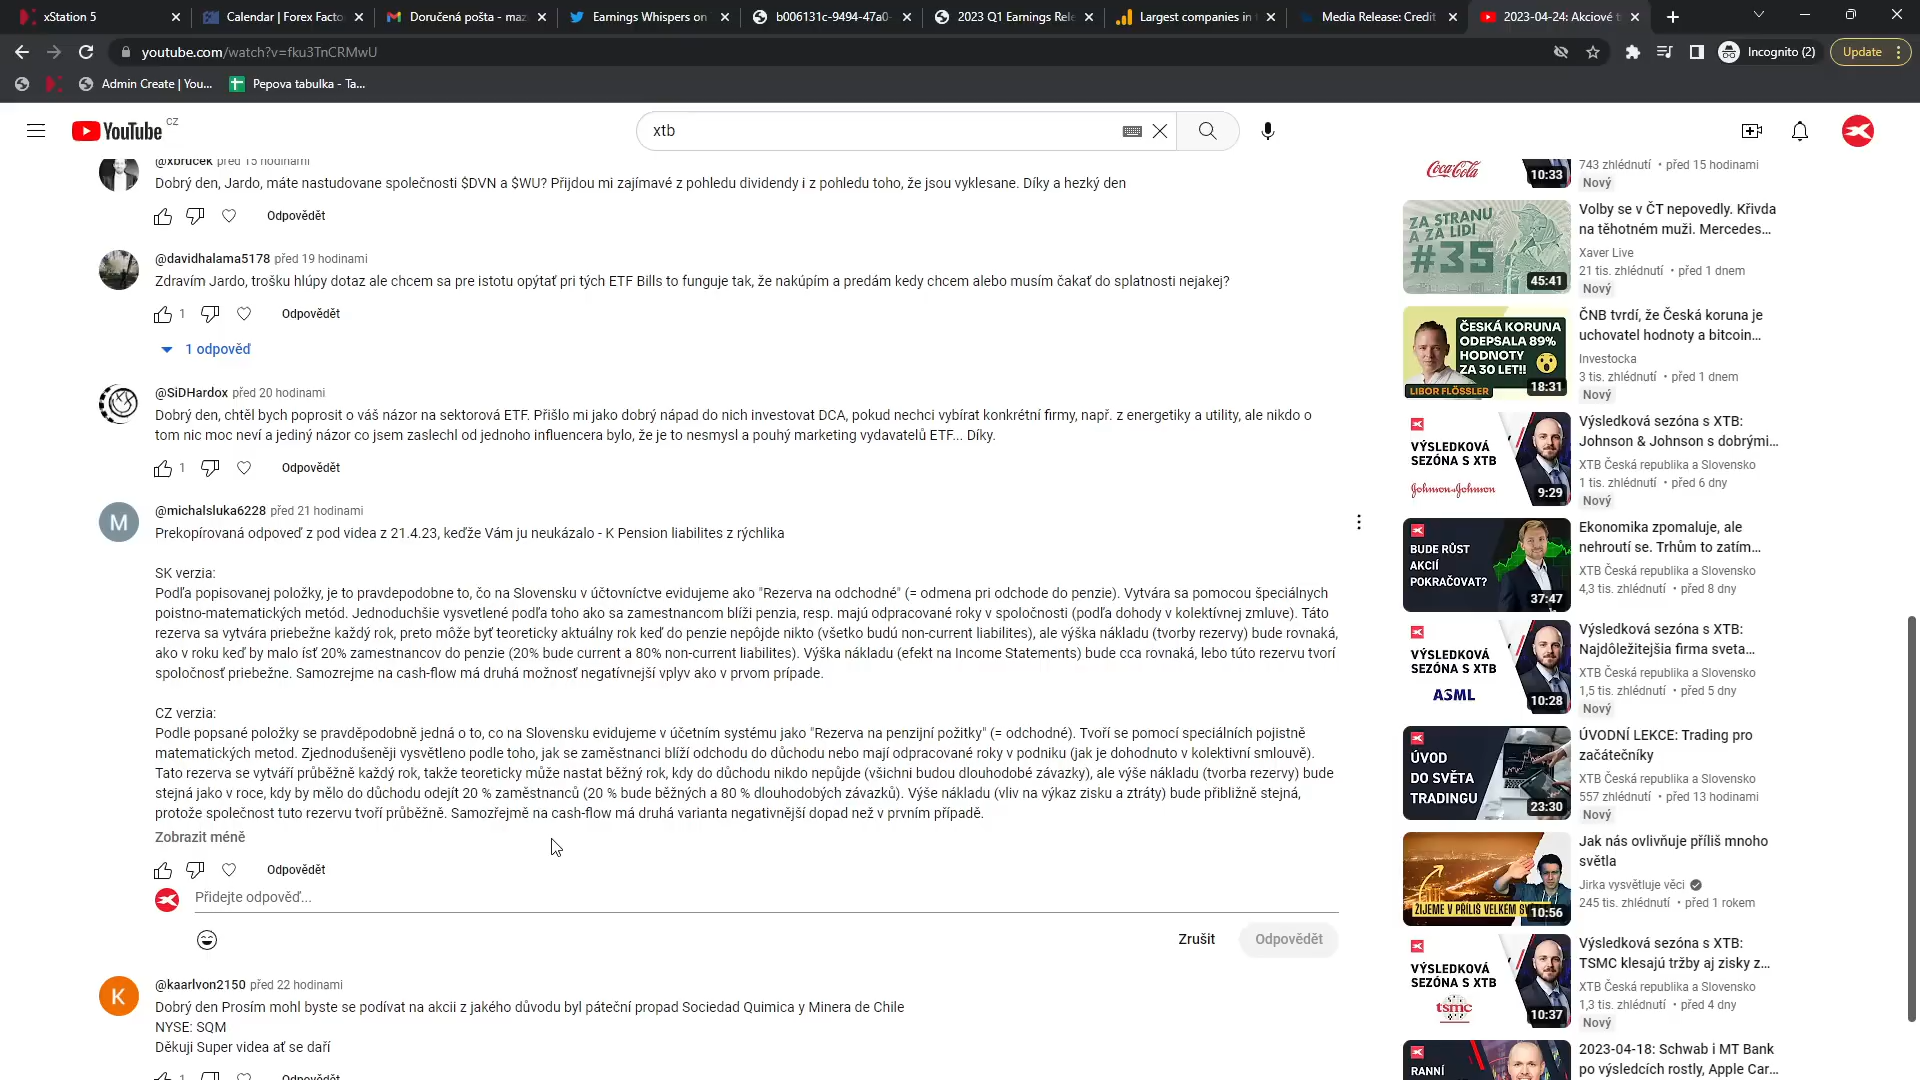 xStation 5
Calendar | Forex Facto
Doručená pošta - maz
Earnings Whispers on
b006131c-9494-47a0-
2023 Q1 Earnings Rele
Largest companies in
Media Release: Credit
2023-04-24: Akciové t
youtube.com/watch?v=fku3TnCRMwU
Incognito (2)
Update
Admin Create | You...
Pepova tabulka - Ta...
YouTube CZ
xtb
@xbrucek před 15 hodinami
Dobrý den, Jardo, máte nastudovane společnosti $DVN a $WU? Přijdou mi zajímavé z pohledu dividendy i z pohledu toho, že jsou vyklesane. Díky a hezký den
Odpovědět
@davidhalama5178 před 19 hodinami
Zdravím Jardo, trošku hlúpy dotaz ale chcem sa pre istotu opýtať pri tých ETF Bills to funguje tak, že nakúpim a predám kedy chcem alebo musím čakať do splatnosti nejakej?
1 Odpovědět
1 odpověď
@SiDHardox před 20 hodinami
Dobrý den, chtěl bych poprosit o váš názor na sektorová ETF. Přišlo mi jako dobrý nápad do nich investovat DCA, pokud nechci vybírat konkrétní firmy, např. z energetiky a utility, ale nikdo o
tom nic moc neví a jediný názor co jsem zaslechl od jednoho influencera bylo, že je to nesmysl a pouhý marketing vydavatelů ETF... Díky.
1 Odpovědět
M
@michalsluka6228 před 21 hodinami
Prekopírovaná odpoveď z pod videa z 21.4.23, keďže Vám ju neukázalo - K Pension liabilites z rýchlika
SK verzia:
Podľa popisovanej položky, je to pravdepodobne to, čo na Slovensku v účtovníctve evidujeme ako "Rezerva na odchodné" (= odmena pri odchode do penzie). Vytvára sa pomocou špeciálnych
poistno-matematických metód. Jednoduchšie vysvetlené podľa toho ako sa zamestnancom blíži penzia, resp. majú odpracované roky v spoločnosti (podľa dohody v kolektívnej zmluve). Táto
rezerva sa vytvára priebežne každý rok, preto môže byť teoreticky aktuálny rok keď do penzie nepôjde nikto (všetko budú non-current liabilites), ale výška nákladu (tvorby rezervy) bude rovnaká,
ako v roku keď by malo ísť 20% zamestnancov do penzie (20% bude current a 80% non-current liabilites). Výška nákladu (efekt na Income Statements) bude cca rovnaká, lebo túto rezervu tvorí
spoločnosť priebežne. Samozrejme na cash-flow má druhá možnosť negatívnejší vplyv ako v prvom prípade.
CZ verzia:
Podle popsané položky se pravděpodobně jedná o to, co na Slovensku evidujeme v účetním systému jako "Rezerva na penzijní požitky" (= odchodné). Tvoří se pomocí speciálních pojistně
matematických metod. Zjednodušeněji vysvětleno podle toho, jak se zaměstnanci blíží odchodu do důchodu nebo mají odpracované roky v podniku (jak je dohodnuto v kolektivní smlouvě).
Tato rezerva se vytváří průběžně každý rok, takže teoreticky může nastat běžný rok, kdy do důchodu nikdo nepůjde (všichni budou dlouhodobé závazky), ale výše nákladu (tvorba rezervy) bude
stejná jako v roce, kdy by mělo do důchodu odejít 20 % zaměstnanců (20 % bude běžných a 80 % dlouhodobých závazků). Výše nákladu (vliv na výkaz zisku a ztráty) bude přibližně stejná,
protože společnost tuto rezervu tvoří průběžně. Samozřejmě na cash-flow má druhá varianta negativnější dopad než v prvním případě.
Zobrazit méně
Odpovědět
Přidejte odpověď...
Zrušit
Odpovědět
K
@kaarlvon2150 před 22 hodinami
Dobrý den Prosím mohl byste se podívat na akcii z jakého důvodu byl páteční propad Sociedad Quimica y Minera de Chile
NYSE: SQM
Děkuji Super videa ať se daří
1 Odpovědět
Coca-Cola
10:33
743 zhlédnutí • před 15 hodinami
Nový
ZA STRANU
A ZA LIDI
#35
45:41
Volby se v ČT nepovedly. Křivda
na těhotném muži. Mercedes...
Xaver Live
21 tis. zhlédnutí • před 1 dnem
Nový
ČESKÁ KORUNA
ODEPSALA 89%
HODNOTY
ZA 30 LET!!
LIBOR FLÖSSLER
18:31
ČNB tvrdí, že Česká koruna je
uchovatel hodnoty a bitcoin...
Investocka
3 tis. zhlédnutí • před 1 dnem
Nový
VÝSLEDKOVÁ
SEZÓNA S XTB
Johnson & Johnson
9:29
Výsledková sezóna s XTB:
Johnson & Johnson s dobrými...
XTB Česká republika a Slovensko
1 tis. zhlédnutí • před 6 dny
Nový
BUDE RŮST
AKCIÍ
POKRAČOVAT?
37:47
Ekonomika zpomaluje, ale
nehroutí se. Trhům to zatím...
XTB Česká republika a Slovensko
4,3 tis. zhlédnutí • před 8 dny
VÝSLEDKOVÁ
SEZÓNA S XTB
ASML
10:28
Výsledková sezóna s XTB:
Najdôležitejšia firma sveta...
XTB Česká republika a Slovensko
1,5 tis. zhlédnutí • před 5 dny
Nový
ÚVOD
DO SVĚTA
TRADINGU
23:30
ÚVODNÍ LEKCE: Trading pro
začátečníky
XTB Česká republika a Slovensko
557 zhlédnutí • před 13 hodinami
Nový
ŽIJEME V PŘÍLIŠ VELKEM
10:56
Jak nás ovlivňuje příliš mnoho
světla
Jirka vysvětluje věci
245 tis. zhlédnutí • před 1 rokem
VÝSLEDKOVÁ
SEZÓNA S XTB
tsmc
10:37
Výsledková sezóna s XTB:
TSMC klesajú tržby aj zisky z...
XTB Česká republika a Slovensko
1,3 tis. zhlédnutí • před 4 dny
Nový
RANNÍ
2023-04-18: Schwab i MT Bank
po výsledcích rostly, Apple Car...